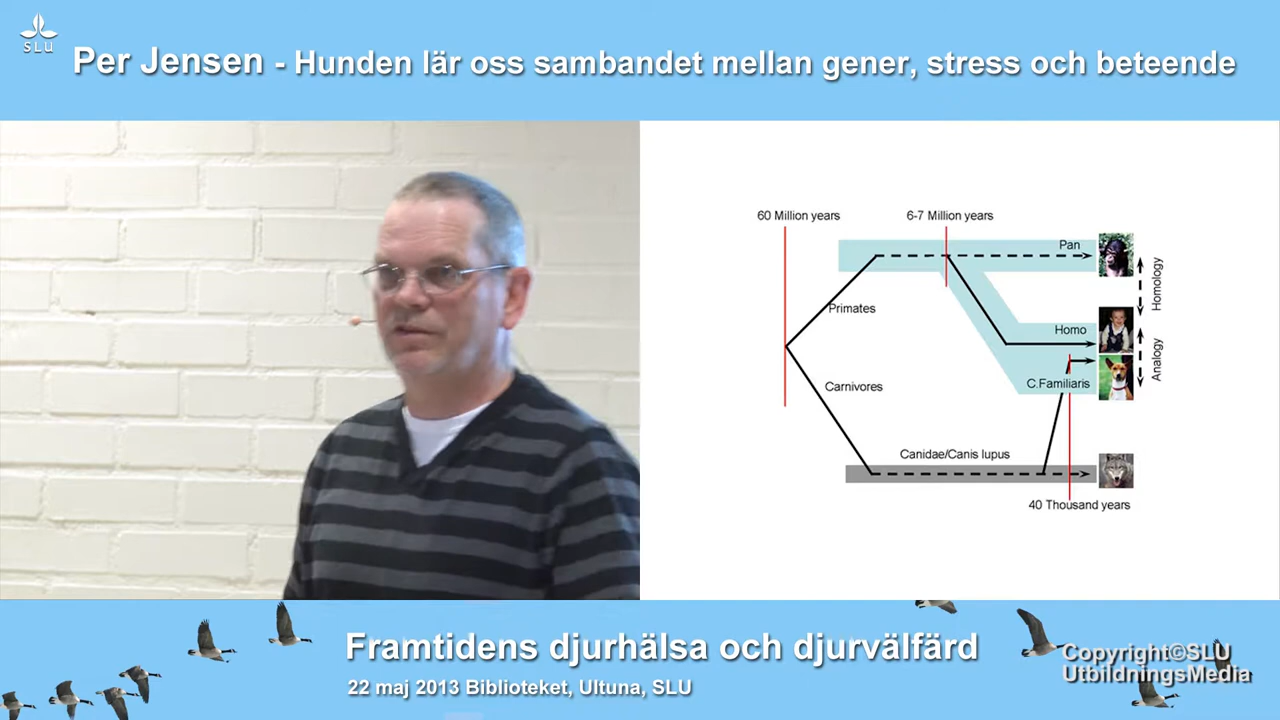 SLU
Per Jensen - Hunden lär oss sambandet mellan gener, stress och beteende
60 Million years
6-7 Million years
Pan
Primates
Homo
Homology
Analogy
Carnivores
C.Familiaris
Canidae/Canis lupus
40 Thousand years
Framtidens djurhälsa och djurvälfärd
22 maj 2013 Biblioteket, Ultuna, SLU
Copyright©SLU
UtbildningsMedia